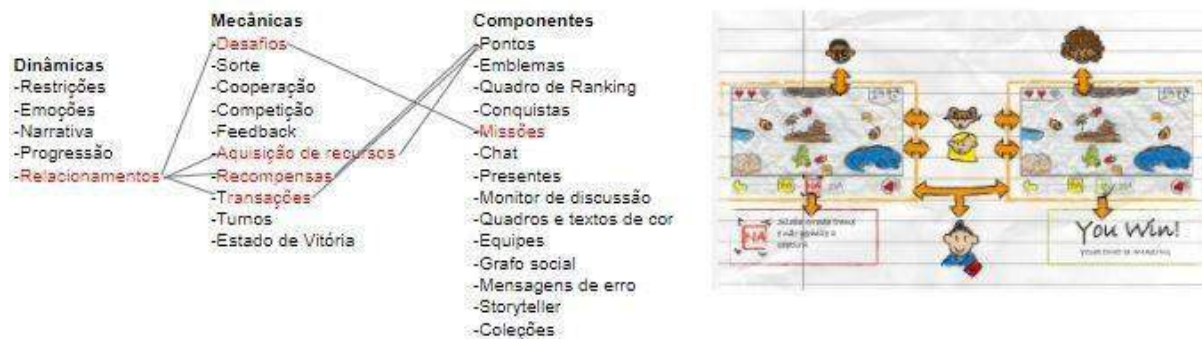 Dinâmicas
-Restrições
-Emoções
-Narrativa
-Progressão
-Relacionamentos
Mecânicas
-Desafios
-Sorte
-Cooperação
-Competição
-Feedback
-Aquisição de recursos
-Recompensas
-Transações
-Turnos
-Estado de Vitória
Componentes
-Pontos
-Emblemas
-Quadro de Ranking
-Conquistas
-Missões
-Chat
-Presentes
-Monitor de discussão
-Quadros e textos de cor
-Equipes
-Grafo social
-Mensagens de erro
-Storyteller
-Coleções
You Win!